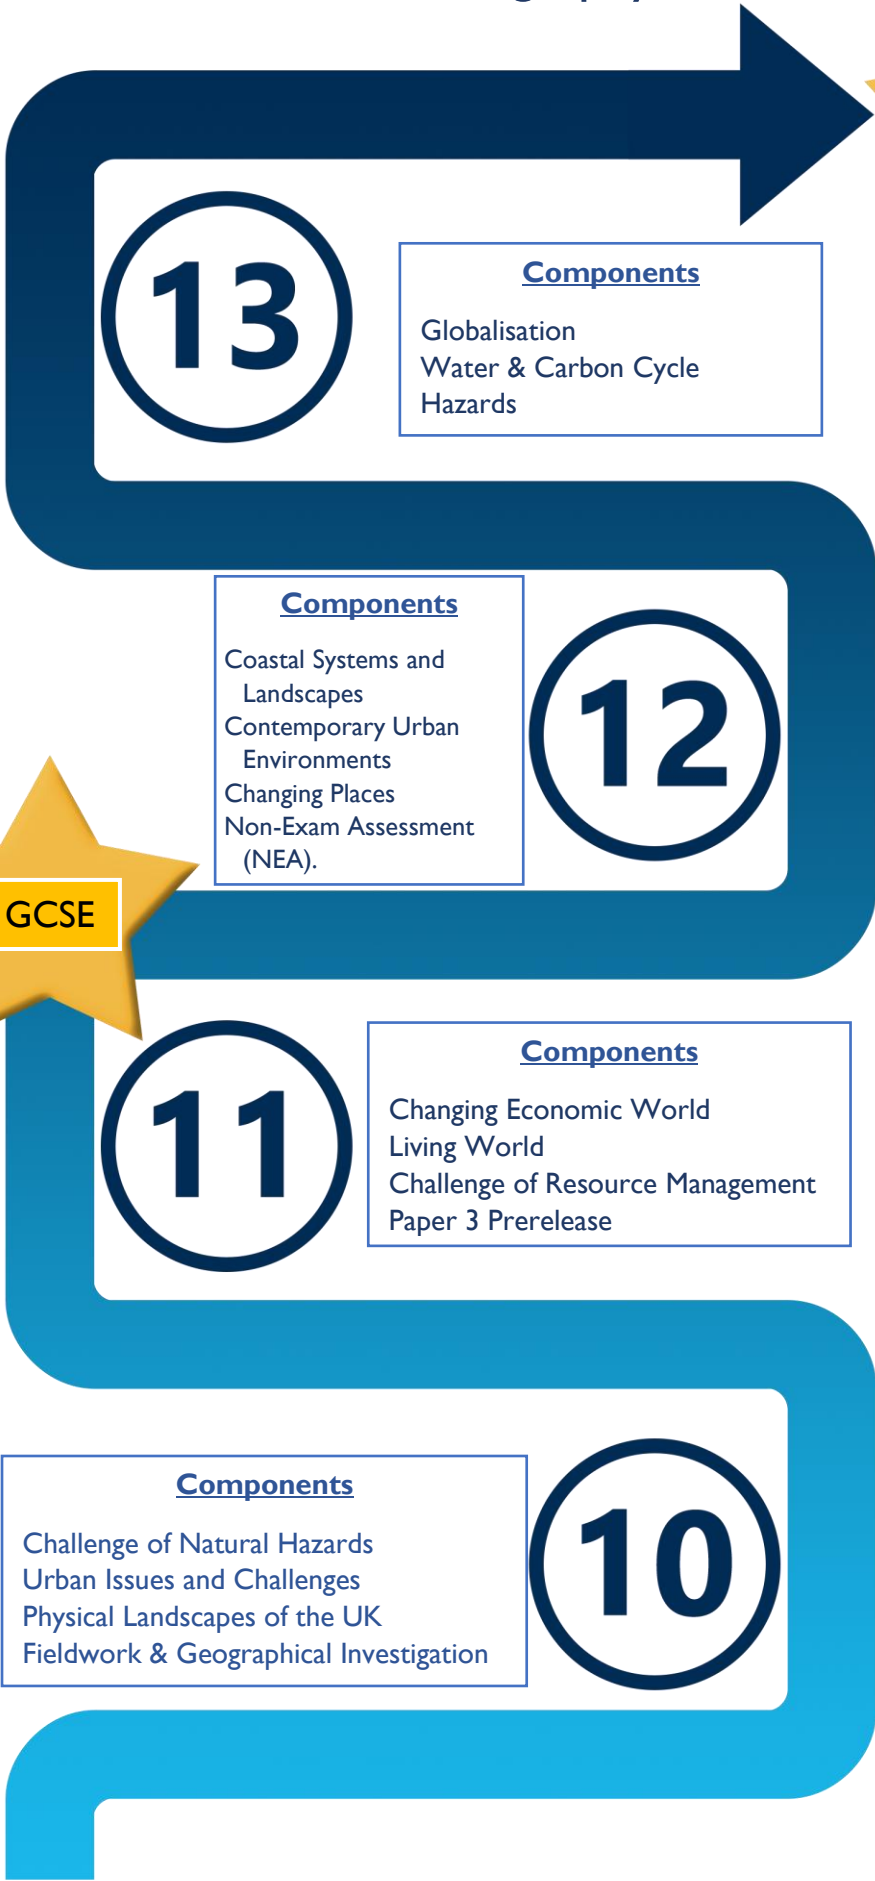 13
Components
Globalisation
Water & Carbon Cycle
Hazards
Components
Coastal Systems and
Landscapes
Contemporary Urban
Environments
Changing Places
Non-Exam Assessment
(NEA).
12
GCSE
11
Components
Changing Economic World
Living World
Challenge of Resource Management
Paper 3 Prerelease
Components
Challenge of Natural Hazards
Urban Issues and Challenges
Physical Landscapes of the UK
Fieldwork & Geographical Investigation
10